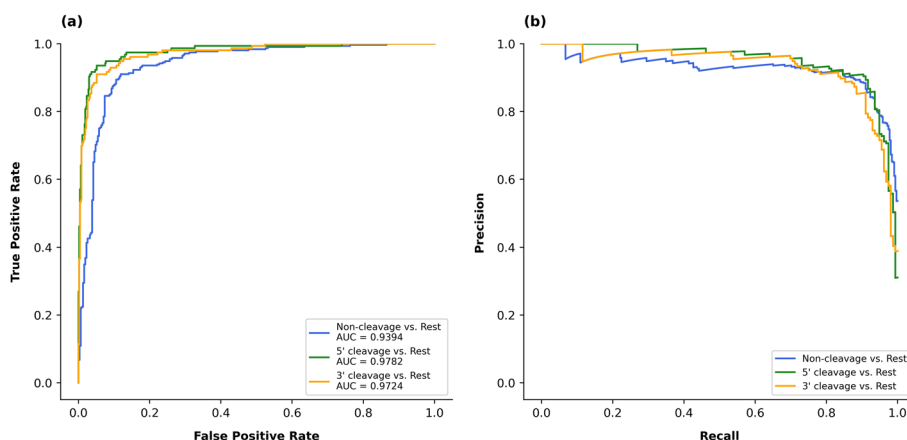 (a)
1.0
0.8
0.6
0.4
0.2
0.0
True Positive Rate
0.0 0.2 0.4 0.6 0.8 1.0
False Positive Rate
Non-cleavage vs. Rest
AUC = 0.9394
5' cleavage vs. Rest
AUC = 0.9782
3' cleavage vs. Rest
AUC = 0.9724
(b)
1.0
0.8
0.6
0.4
0.2
0.0
Precision
0.0 0.2 0.4 0.6 0.8 1.0
Recall
Non-cleavage vs. Rest
5' cleavage vs. Rest
3' cleavage vs. Rest